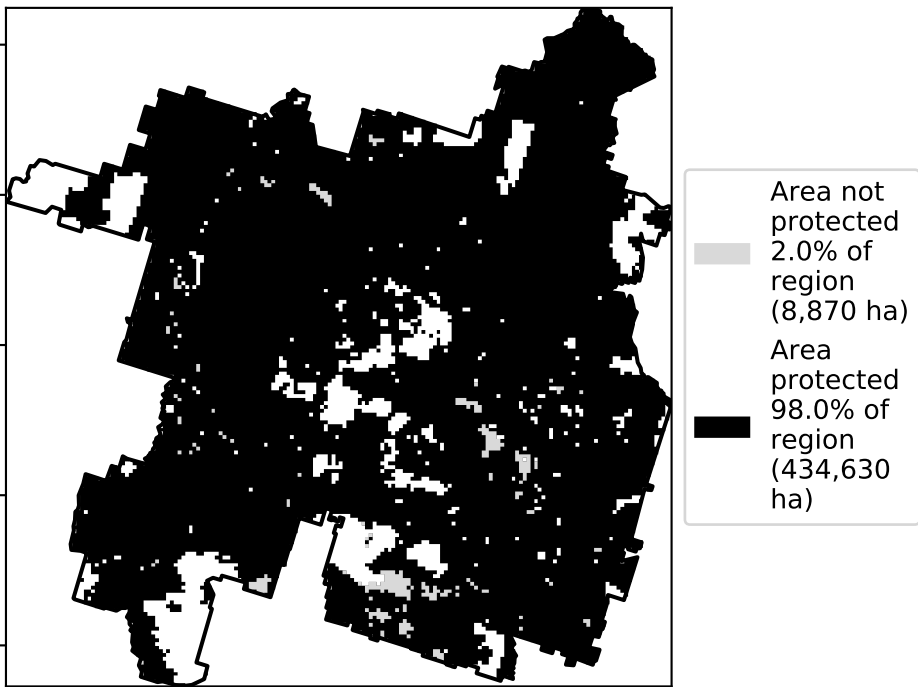 Area not
protected
2.0% of
region
(8,870 ha)
Area
protected
98.0% of
region
(434,630
ha)